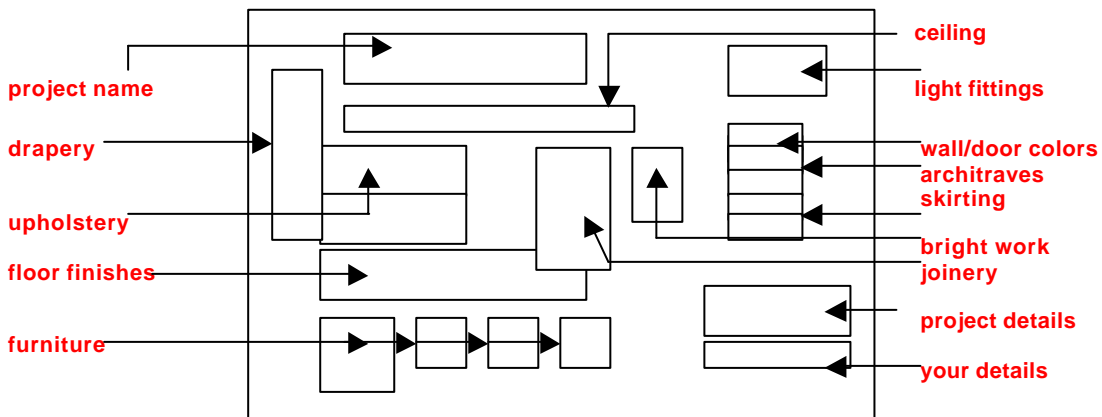 project name
drapery
upholstery
floor finishes
furniture
ceiling
light fittings
wall/door colors
architraves
skirting
bright work
joinery
project details
your details